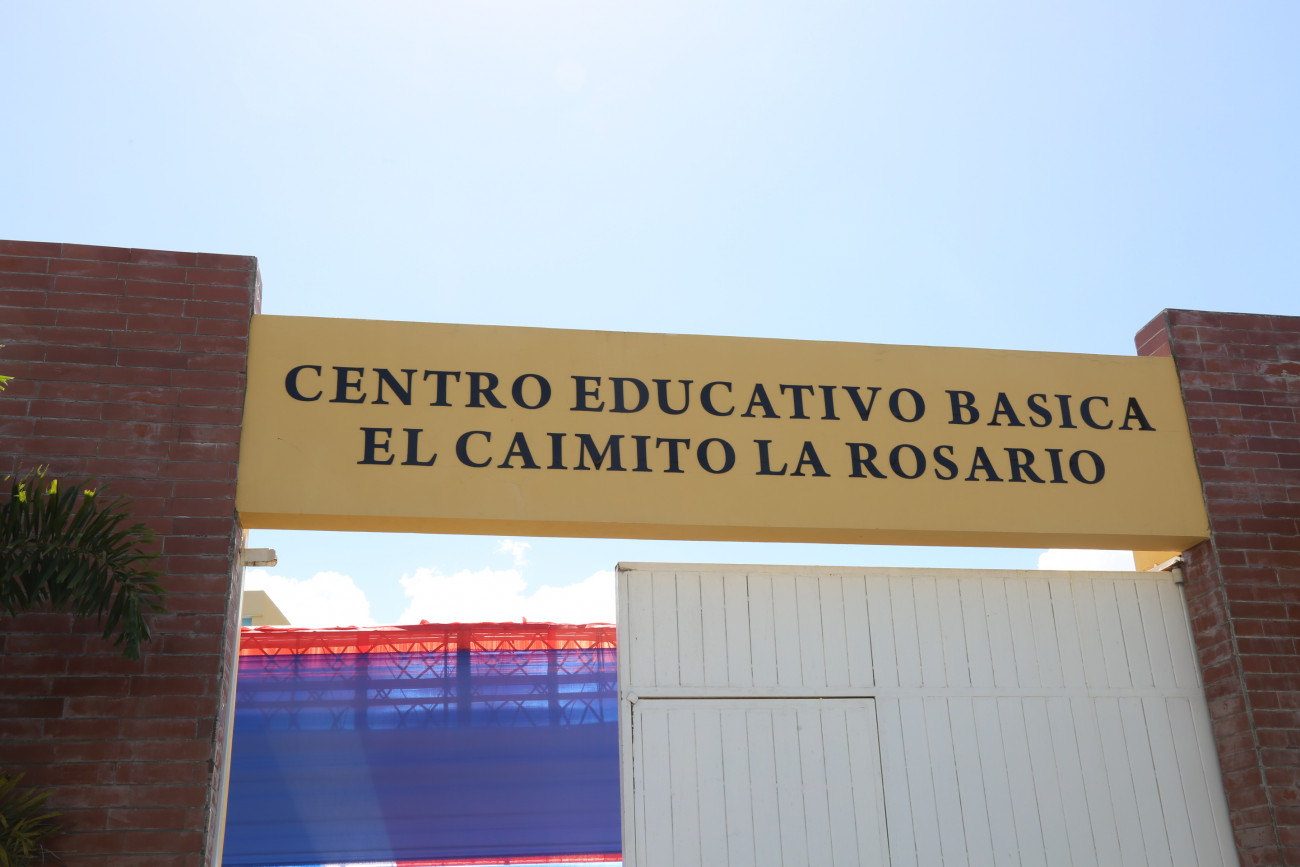 CENTRO EDUCATIVO BASICA
EL CAIMITO LA ROSARIO